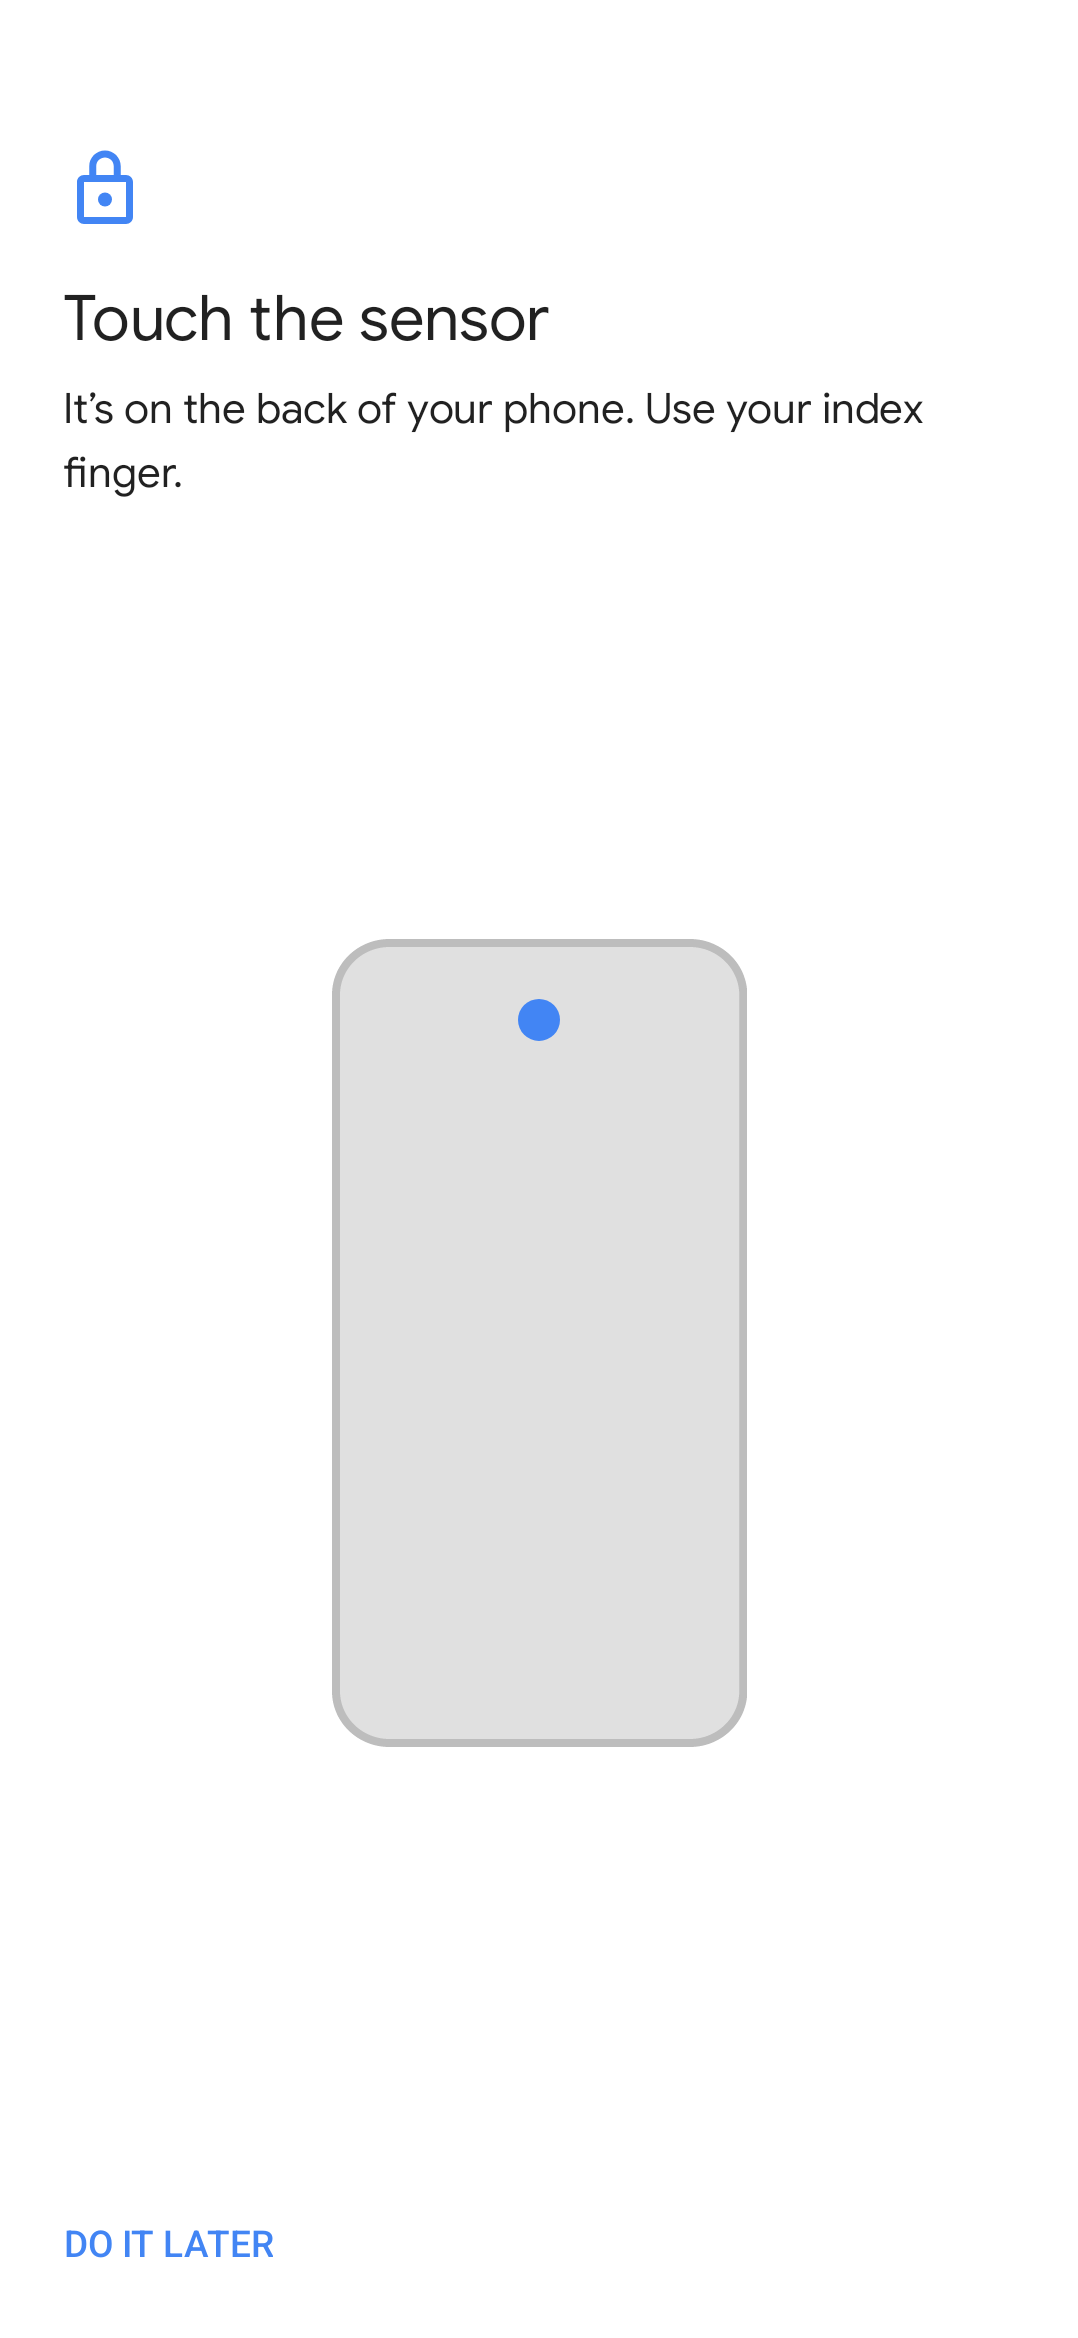 Touch the sensor
It’s on the back of your phone. Use your index
finger.
DO IT LATER